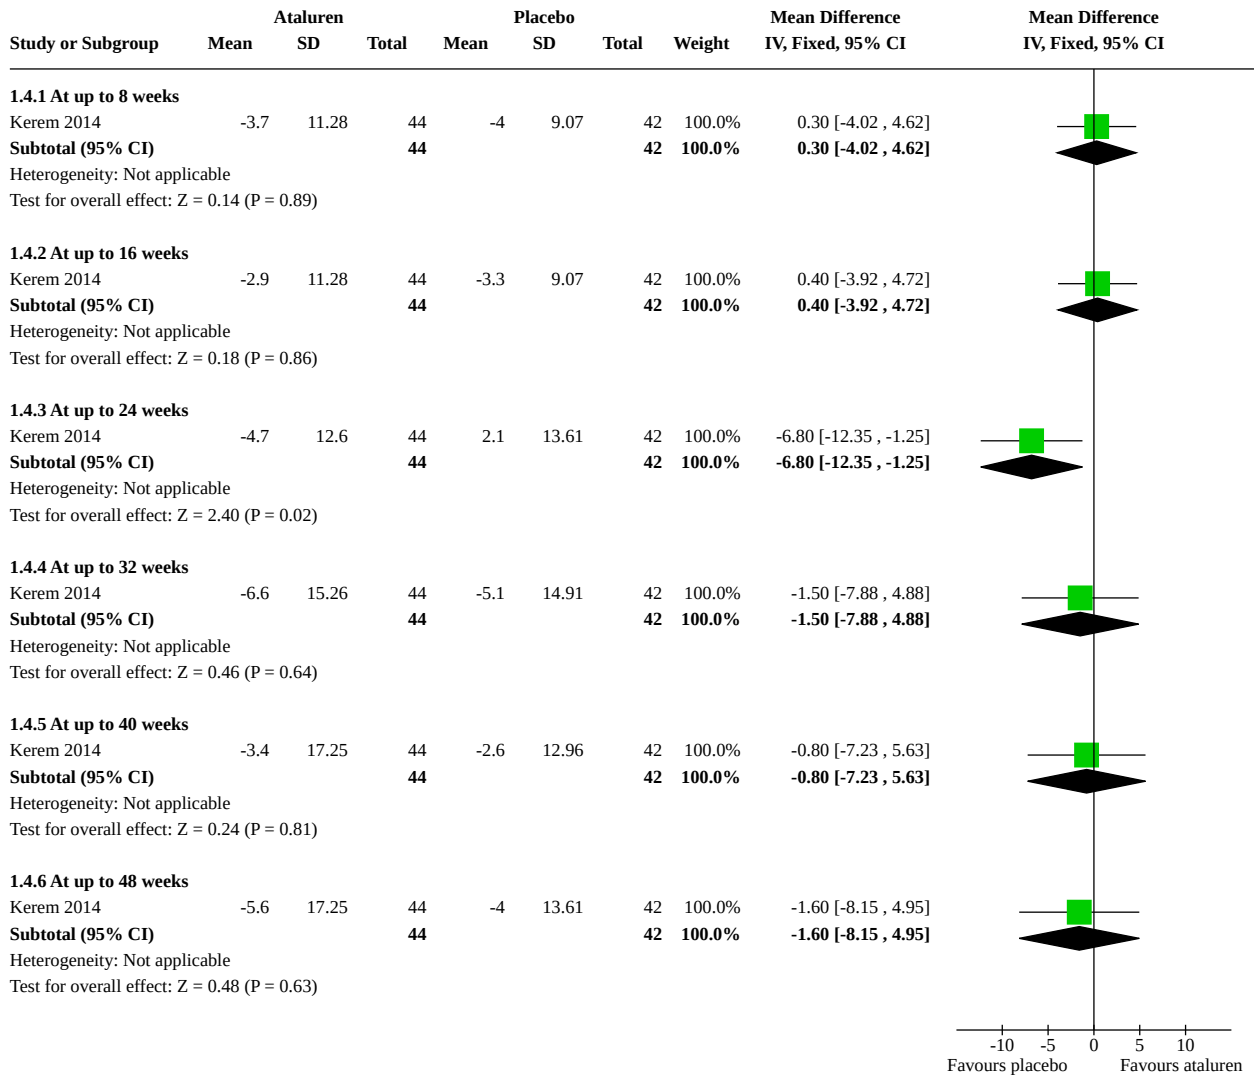 Ataluren Placebo Mean Difference Mean Difference
Study or Subgroup Mean SD Total Mean SD Total Weight IV, Fixed, 95% CI IV, Fixed, 95% CI
1.4.1 At up to 8 weeks
Kerem 2014 -3.7 11.28 44 -4 9.07 42 100.0% 0.30 [-4.02 , 4.62]
Subtotal (95% CI) 44 42 100.0% 0.30 [-4.02 , 4.62]
Heterogeneity: Not applicable
Test for overall effect: Z = 0.14 (P = 0.89)
1.4.2 At up to 16 weeks
Kerem 2014 -2.9 11.28 44 -3.3 9.07 42 100.0% 0.40 [-3.92 , 4.72]
Subtotal (95% CI) 44 42 100.0% 0.40 [-3.92 , 4.72]
Heterogeneity: Not applicable
Test for overall effect: Z = 0.18 (P = 0.86)
1.4.3 At up to 24 weeks
Kerem 2014 -4.7 12.6 44 2.1 13.61 42 100.0% -6.80 [-12.35 , -1.25]
Subtotal (95% CI) 44 42 100.0% -6.80 [-12.35 , -1.25]
Heterogeneity: Not applicable
Test for overall effect: Z = 2.40 (P = 0.02)
1.4.4 At up to 32 weeks
Kerem 2014 -6.6 15.26 44 -5.1 14.91 42 100.0% -1.50 [-7.88 , 4.88]
Subtotal (95% CI) 44 42 100.0% -1.50 [-7.88 , 4.88]
Heterogeneity: Not applicable
Test for overall effect: Z = 0.46 (P = 0.64)
1.4.5 At up to 40 weeks
Kerem 2014 -3.4 17.25 44 -2.6 12.96 42 100.0% -0.80 [-7.23 , 5.63]
Subtotal (95% CI) 44 42 100.0% -0.80 [-7.23 , 5.63]
Heterogeneity: Not applicable
Test for overall effect: Z = 0.24 (P = 0.81)
1.4.6 At up to 48 weeks
Kerem 2014 -5.6 17.25 44 -4 13.61 42 100.0% -1.60 [-8.15 , 4.95]
Subtotal (95% CI) 44 42 100.0% -1.60 [-8.15 , 4.95]
Heterogeneity: Not applicable
Test for overall effect: Z = 0.48 (P = 0.63)
-10 -5 0 5 10
Favours placebo Favours ataluren